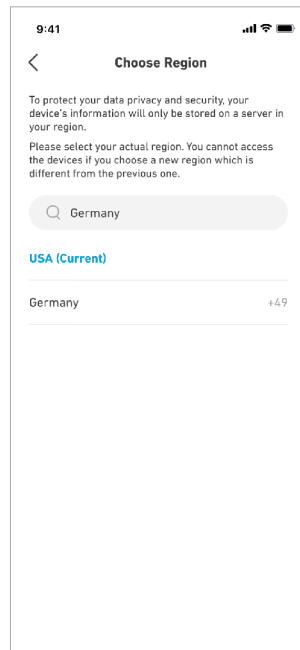 9:41
Choose Region
To protect your data privacy and security, your
device's information will only be stored on a server in
your region.
Please select your actual region. You cannot access
the devices if you choose a new region which is
different from the previous one.
Germany
USA (Current)
Germany +49